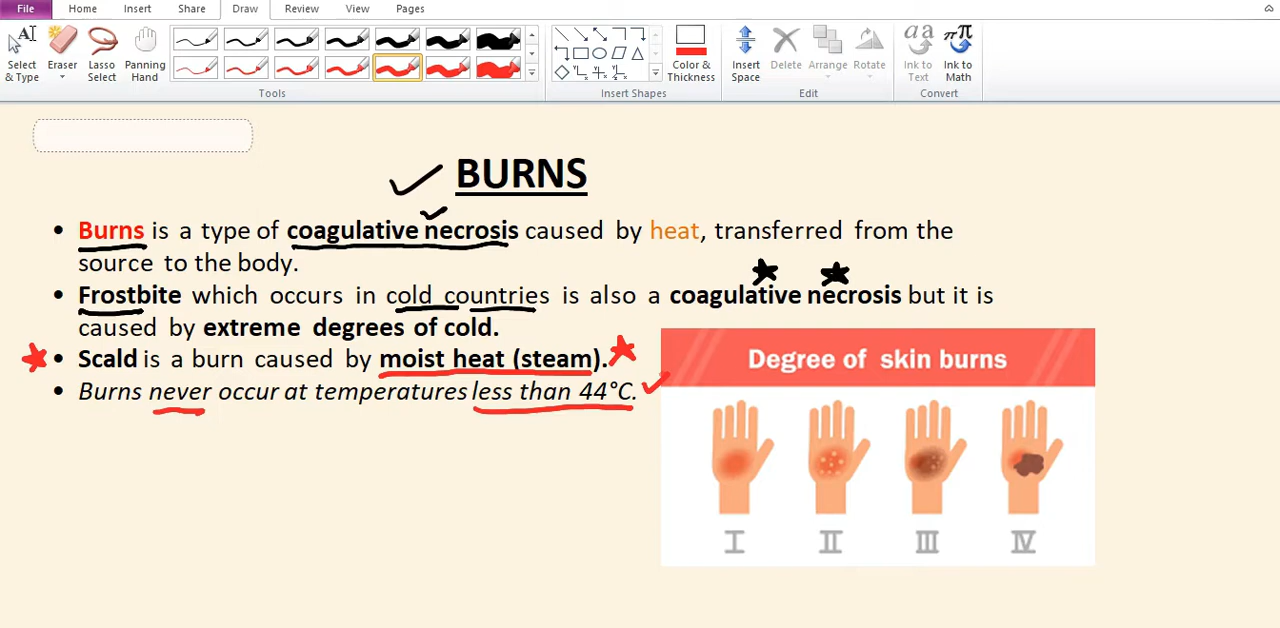 File Home Insert Share Draw Review View Pages
Select & Type Eraser Lasso Select Panning Hand Color & Thickness Insert Space Delete Arrange Rotate Ink to Text Ink to Math
Tools Insert Shapes Edit Convert
BURNS
• Burns is a type of coagulative necrosis caused by heat, transferred from the
source to the body.
• Frostbite which occurs in cold countries is also a coagulative necrosis but it is
caused by extreme degrees of cold.
• Scald is a burn caused by moist heat (steam).
• Burns never occur at temperatures less than 44°C.
Degree of skin burns
I II III IV